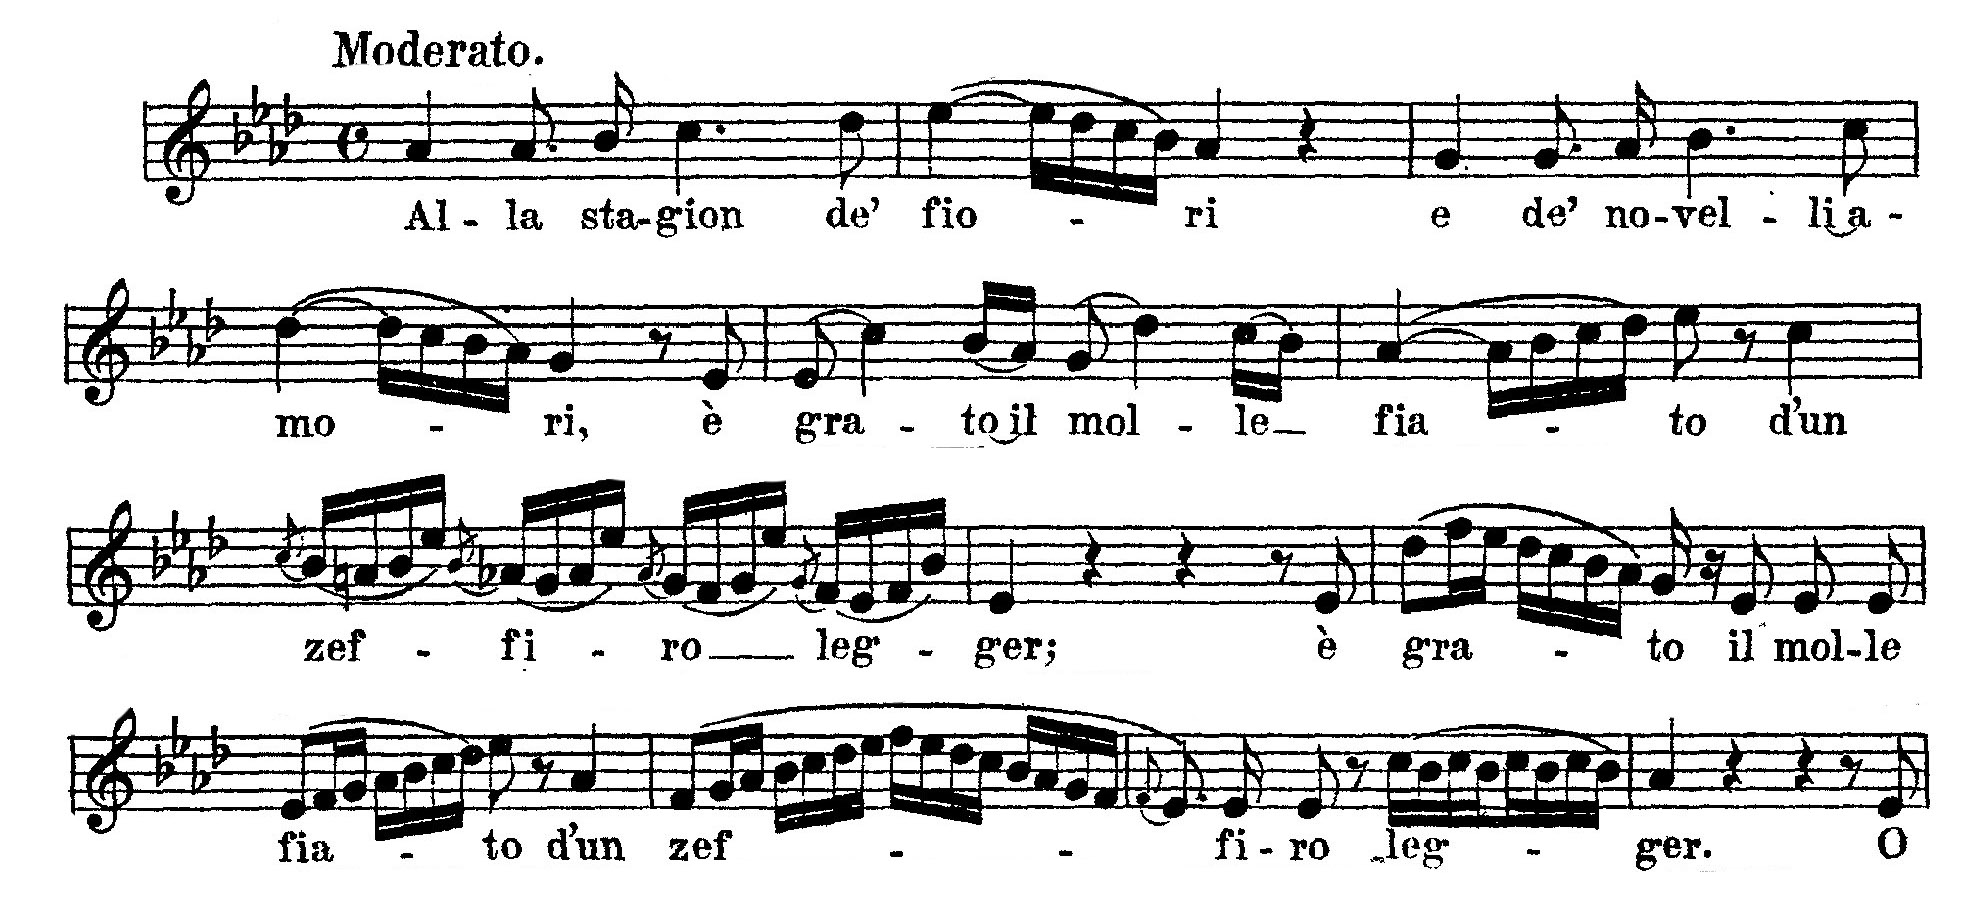 Moderato.
Al - la sta-gion de' fio - ri e de' no-vel - li a -
mo - ri, è gra - to il mol - le fia - to d'un
zef - fi - ro leg - ger; è gra - to il mol-le
fia - to d'un zef - - fi - ro leg - ger. O